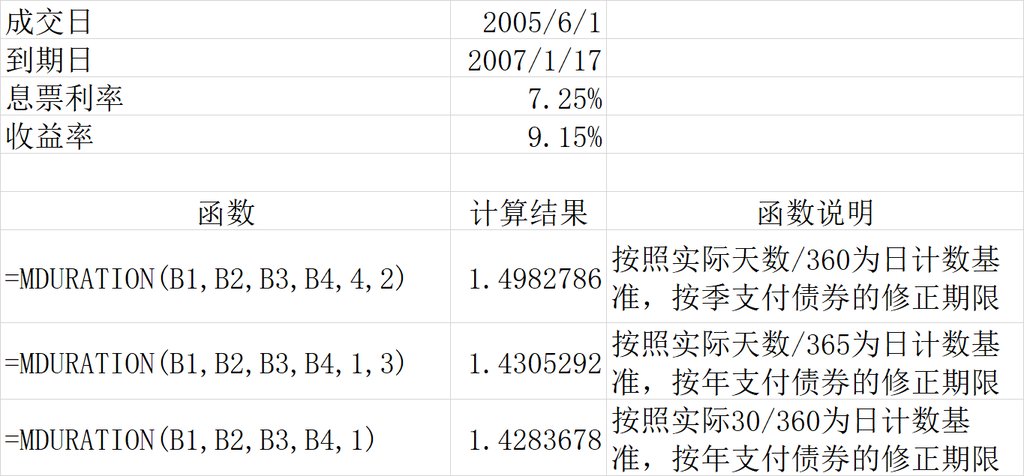 成交日 2005/6/1
到期日 2007/1/17
息票利率 7.25%
收益率 9.15%
函数 计算结果 函数说明
=MDURATION(B1,B2,B3,B4,4,2) 1.4982786 按照实际天数/360为日计数基
准，按季支付债券的修正期限
=MDURATION(B1,B2,B3,B4,1,3) 1.4305292 按照实际天数/365为日计数基
准，按年支付债券的修正期限
=MDURATION(B1,B2,B3,B4,1) 1.4283678 按照实际30/360为日计数基
准，按年支付债券的修正期限